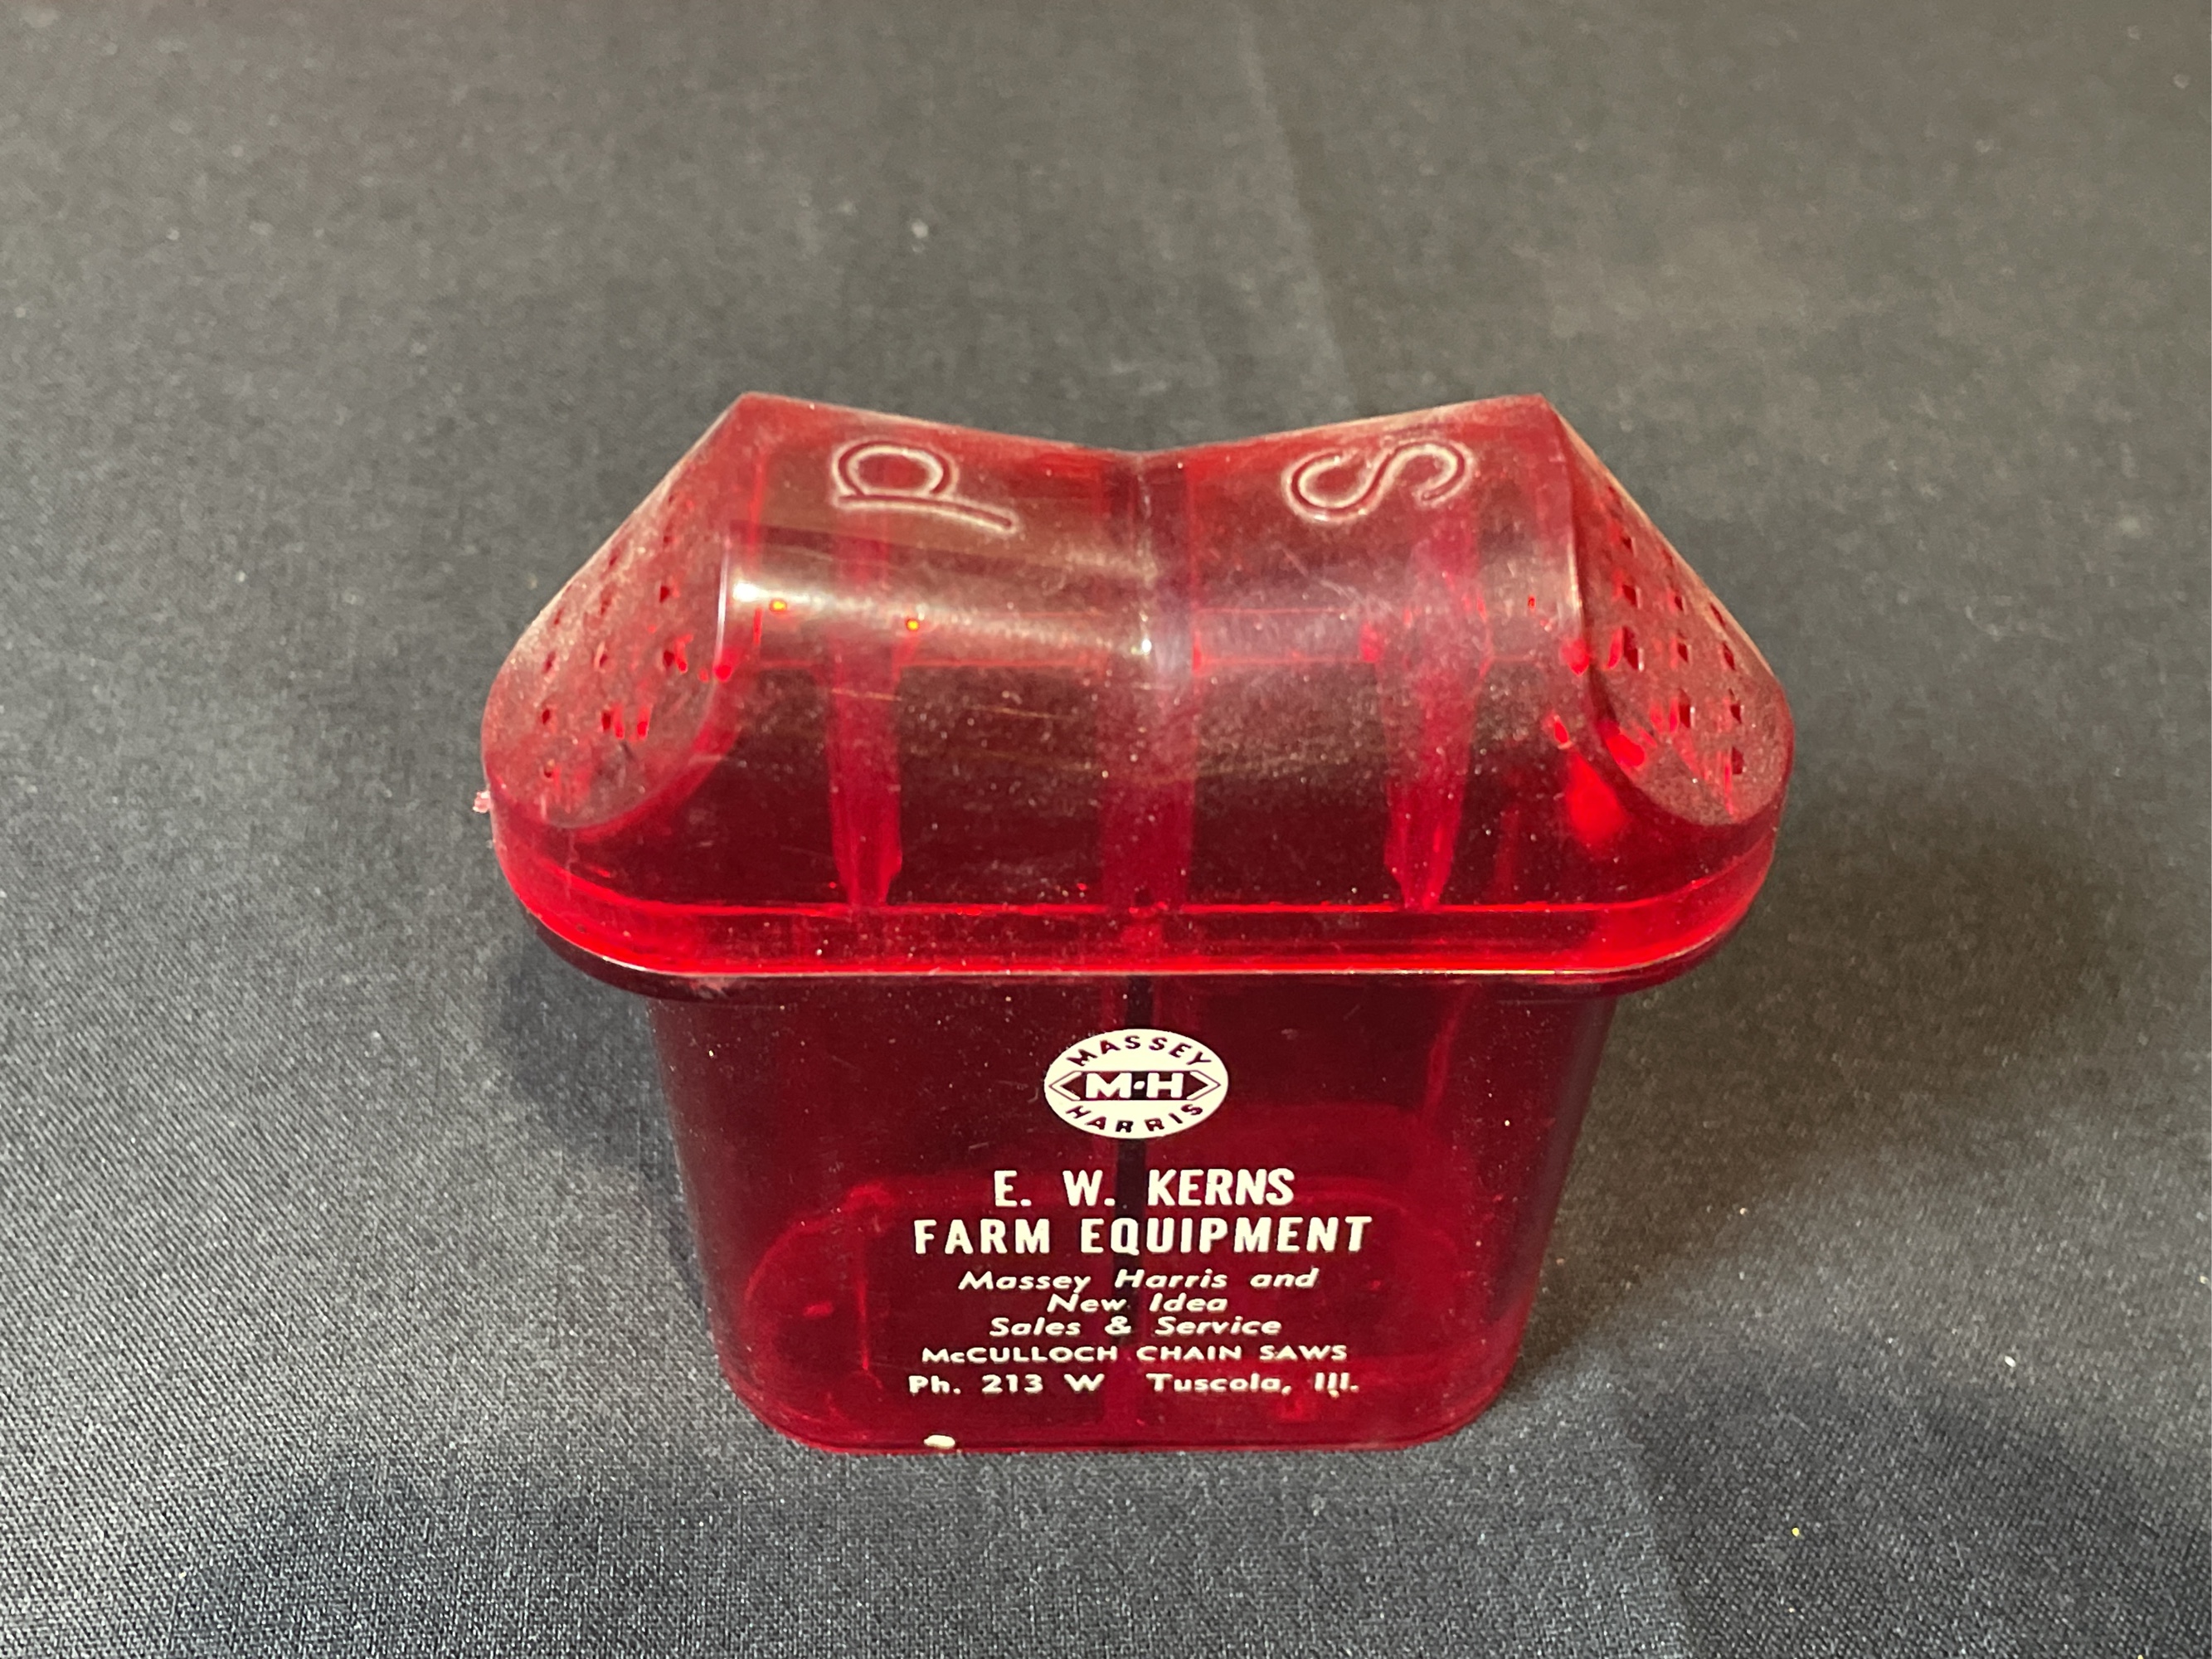 P S
MASSEY
M·H
HARRIS
E. W. KERNS
FARM EQUIPMENT
Massey Harris and
New Idea
Sales & Service
McCULLOCH CHAIN SAWS
Ph. 213 W Tuscola, Ill.